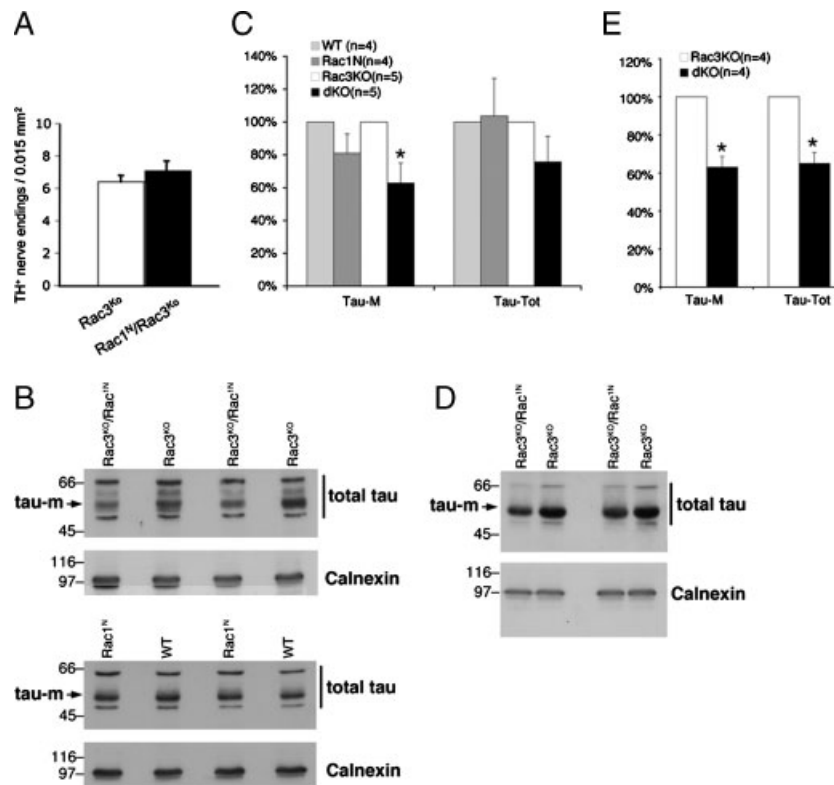 A
TH⁺ nerve endings / 0.015 mm²
10
8
6
4
2
0
Rac3ᴷᵒ
Rac1ᴺ/Rac3ᴷᵒ
C
WT (n=4)
Rac1N(n=4)
Rac3KO(n=5)
dKO(n=5)
140%
120%
100%
80%
60%
40%
20%
0%
*
Tau-M
Tau-Tot
E
Rac3KO(n=4)
dKO(n=4)
120%
100%
80%
60%
40%
20%
0%
*
*
Tau-M
Tau-Tot
B
Rac3ᴷᴼ/Rac¹ᴺ
Rac3ᴷᴼ
Rac3ᴷᴼ/Rac¹ᴺ
Rac3ᴷᴼ
66
tau-m
45
total tau
116
97
Calnexin
Rac1ᴺ
WT
Rac1ᴺ
WT
66
tau-m
45
total tau
116
97
Calnexin
D
Rac3ᴷᴼ/Rac¹ᴺ
Rac3ᴷᴼ
Rac3ᴷᴼ/Rac¹ᴺ
Rac3ᴷᴼ
66
tau-m
45
total tau
116
97
Calnexin